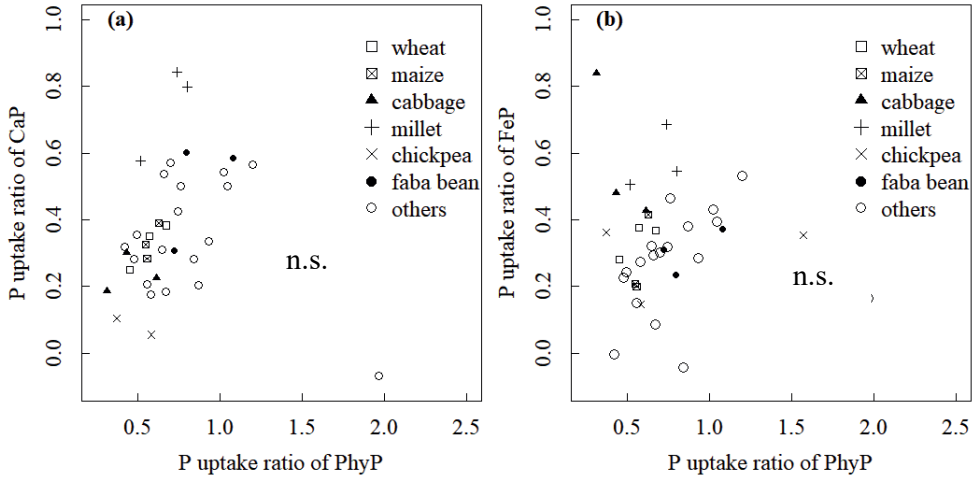 (a)
wheat
maize
cabbage
millet
chickpea
faba bean
others
n.s.
P uptake ratio of CaP
0.0
0.2
0.4
0.6
0.8
1.0
0.5
1.0
1.5
2.0
2.5
P uptake ratio of PhyP
(b)
wheat
maize
cabbage
millet
chickpea
faba bean
others
n.s.
P uptake ratio of FeP
0.0
0.2
0.4
0.6
0.8
1.0
0.5
1.0
1.5
2.0
2.5
P uptake ratio of PhyP